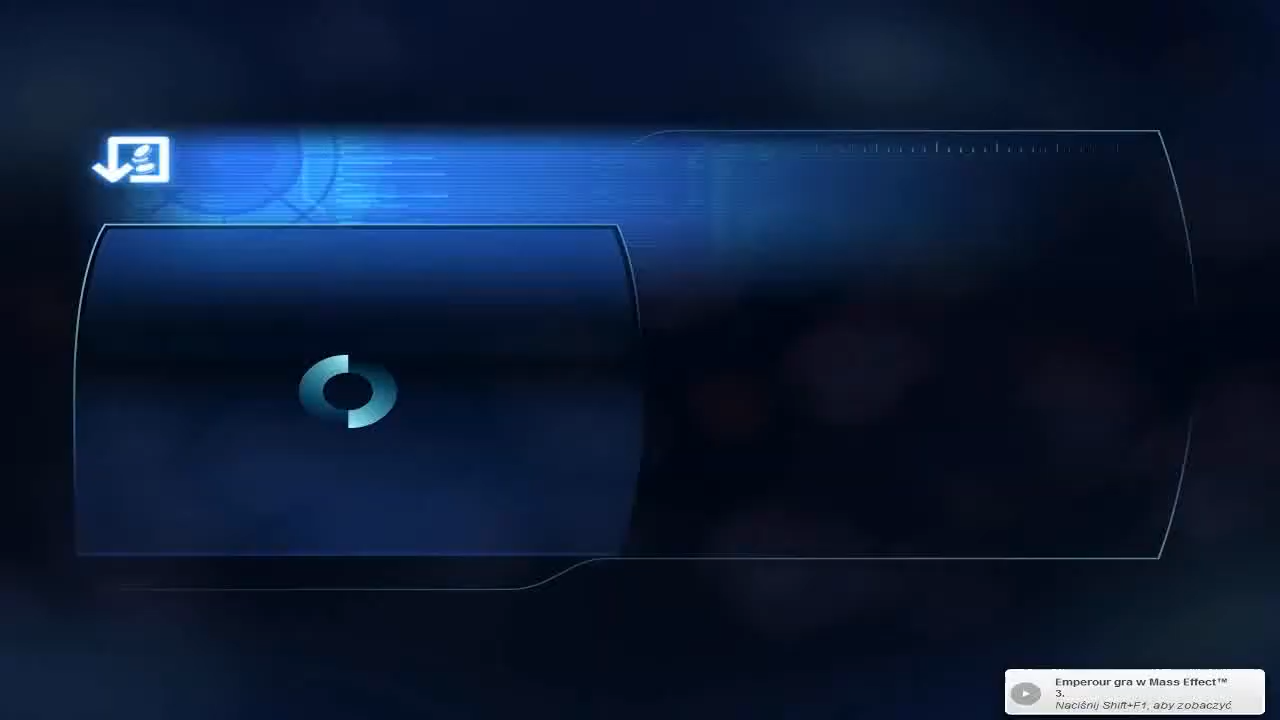 Emperour gra w Mass Effect™
3.
Naciśnij Shift+F1, aby zobaczyć